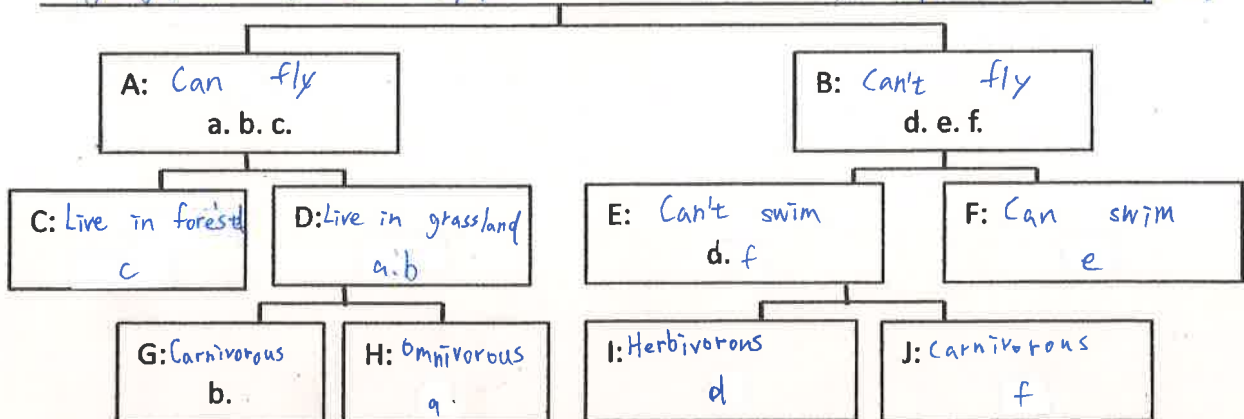 A: Can fly
a. b. c.
B: Can't fly
d. e. f.
C: Live in forest
c
D: Live in grassland
a. b
E: Can't swim
d. f
F: Can swim
e
G: Carnivorous
b.
H: Omnivorous
a.
I: Herbivorous
d
J: Carnivorous
f